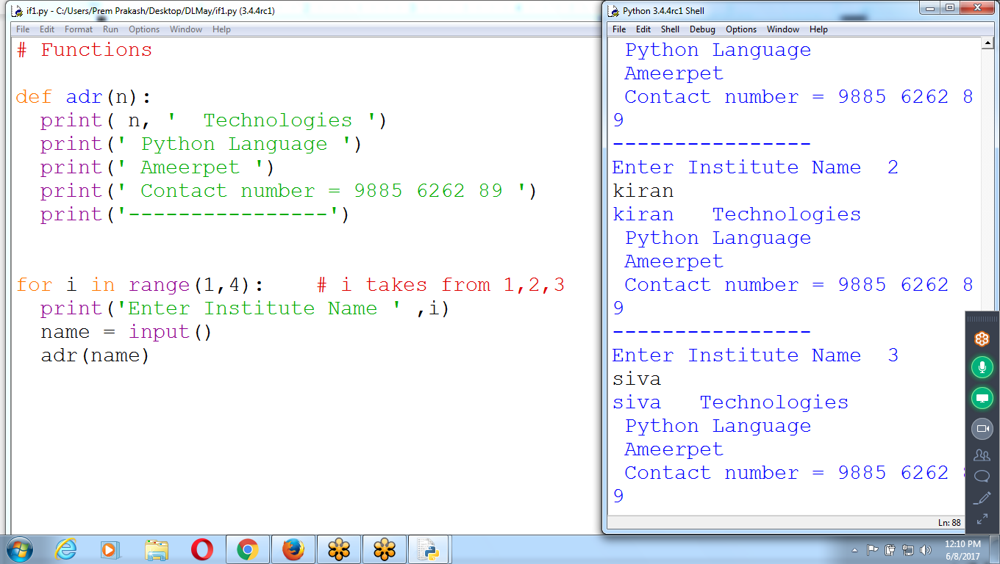 if1.py - C:/Users/Prem Prakash/Desktop/DLMay/if1.py (3.4.4rc1)
File Edit Format Run Options Window Help
# Functions
def adr(n):
print( n, '  Technologies ')
print(' Python Language ')
print(' Ameerpet ')
print(' Contact number = 9885 6262 89 ')
print('----------------')
for i in range(1,4):    # i takes from 1,2,3
print('Enter Institute Name ' ,i)
name = input()
adr(name)
Python 3.4.4rc1 Shell
File Edit Shell Debug Options Window Help
Python Language
Ameerpet
Contact number = 9885 6262 8
9
----------------
Enter Institute Name  2
kiran
kiran   Technologies
Python Language
Ameerpet
Contact number = 9885 6262 8
9
----------------
Enter Institute Name  3
siva
siva   Technologies
Python Language
Ameerpet
Contact number = 9885 6262
9
Ln: 88
12:10 PM
6/8/2017